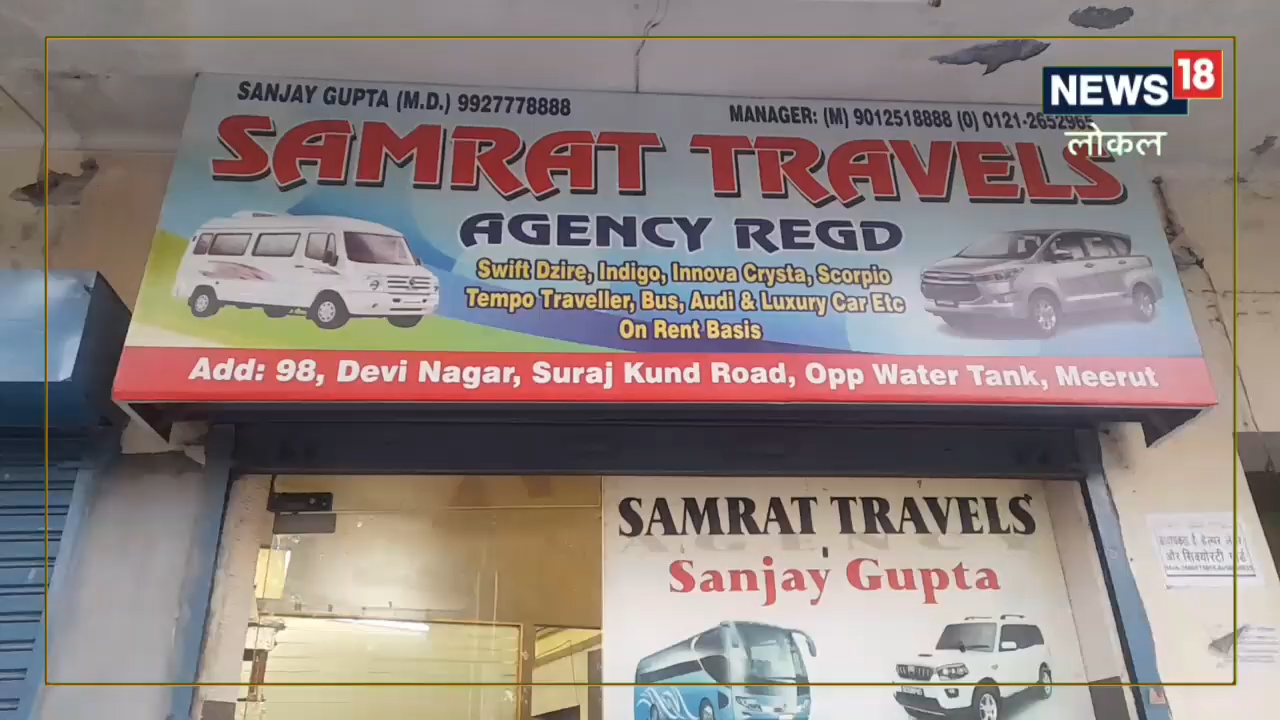 SANJAY GUPTA (M.D.) 9927778888
MANAGER: (M) 9012518888 (O) 0121-2652965
NEWS 18
लोकल
SAMRAT TRAVELS
AGENCY REGD
Swift Dzire, Indigo, Innova Crysta, Scorpio
Tempo Traveller, Bus, Audi & Luxury Car Etc
On Rent Basis
Add: 98, Devi Nagar, Suraj Kund Road, Opp Water Tank, Meerut
SAMRAT TRAVELS
Sanjay Gupta
और सिक्योरटी